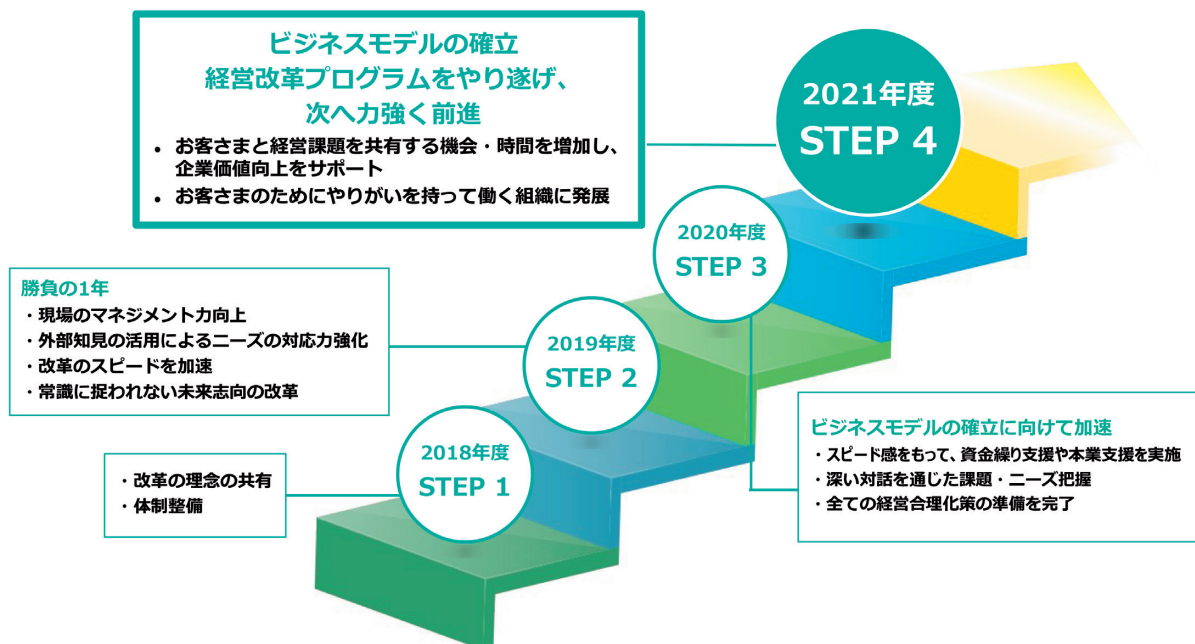 ビジネスモデルの確立
経営改革プログラムをやり遂げ、
次へ力強く前進
• お客さまと経営課題を共有する機会・時間を増加し、
企業価値向上をサポート
• お客さまのためにやりがいを持って働く組織に発展
2021年度
STEP 4
2020年度
STEP 3
勝負の1年
・現場のマネジメント力向上
・外部知見の活用によるニーズの対応力強化
・改革のスピードを加速
・常識に捉われない未来志向の改革
2019年度
STEP 2
ビジネスモデルの確立に向けて加速
・スピード感をもって、資金繰り支援や本業支援を実施
・深い対話を通じた課題・ニーズ把握
・全ての経営合理化策の準備を完了
2018年度
STEP 1
・改革の理念の共有
・体制整備